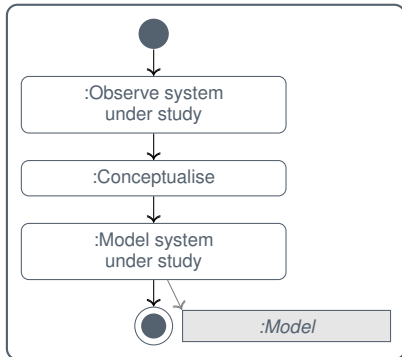 :Observe system
under study
:Conceptualise
:Model system
under study
:Model